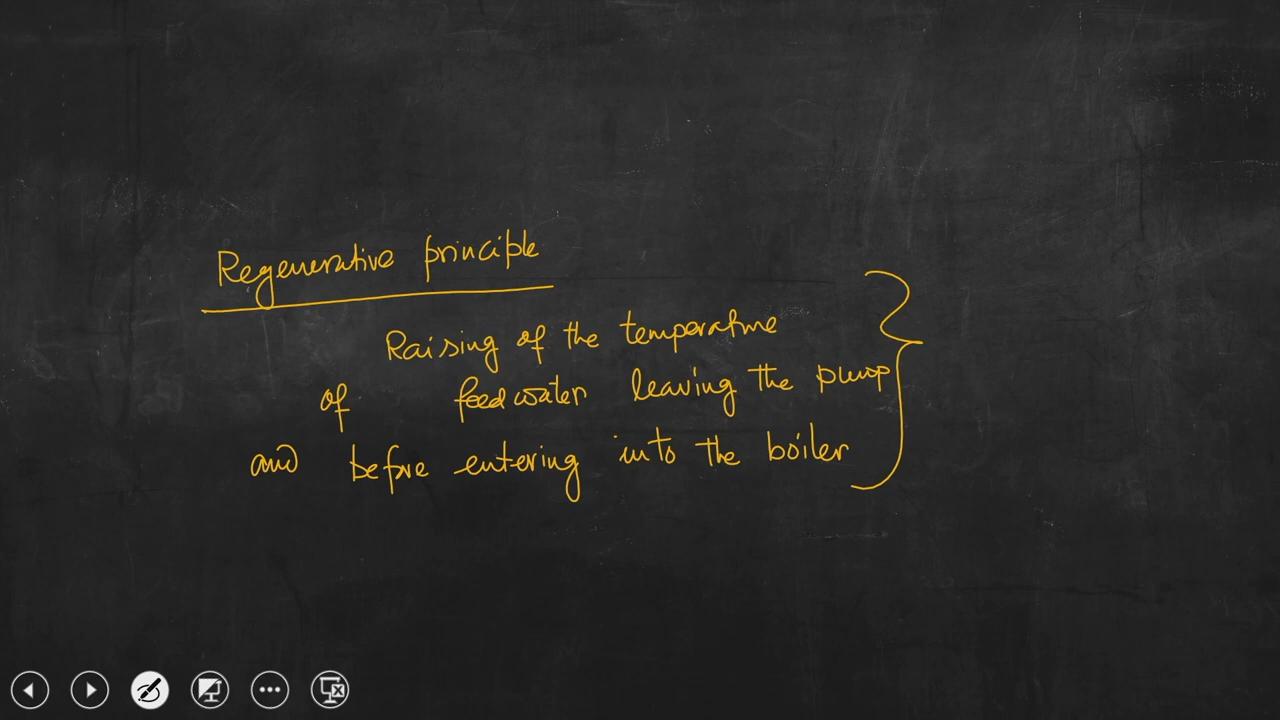 Regenerative principle
Raising of the temperature
of feedwater leaving the pump
and before entering into the boiler